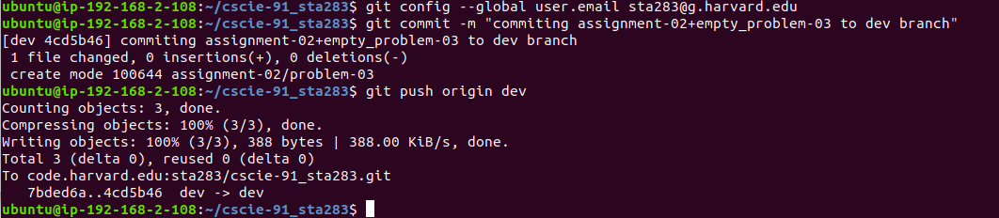 ubuntu@ip-192-168-2-108:~/cscie-91_sta283$ git config --global user.email sta283@g.harvard.edu
ubuntu@ip-192-168-2-108:~/cscie-91_sta283$ git commit -m "commiting assignment-02+empty_problem-03 to dev branch"
[dev 4cd5b46] commiting assignment-02+empty_problem-03 to dev branch
 1 file changed, 0 insertions(+), 0 deletions(-)
 create mode 100644 assignment-02/problem-03
ubuntu@ip-192-168-2-108:~/cscie-91_sta283$ git push origin dev
Counting objects: 3, done.
Compressing objects: 100% (3/3), done.
Writing objects: 100% (3/3), 388 bytes | 388.00 KiB/s, done.
Total 3 (delta 0), reused 0 (delta 0)
To code.harvard.edu:sta283/cscie-91_sta283.git
   7bded6a..4cd5b46  dev -> dev
ubuntu@ip-192-168-2-108:~/cscie-91_sta283$